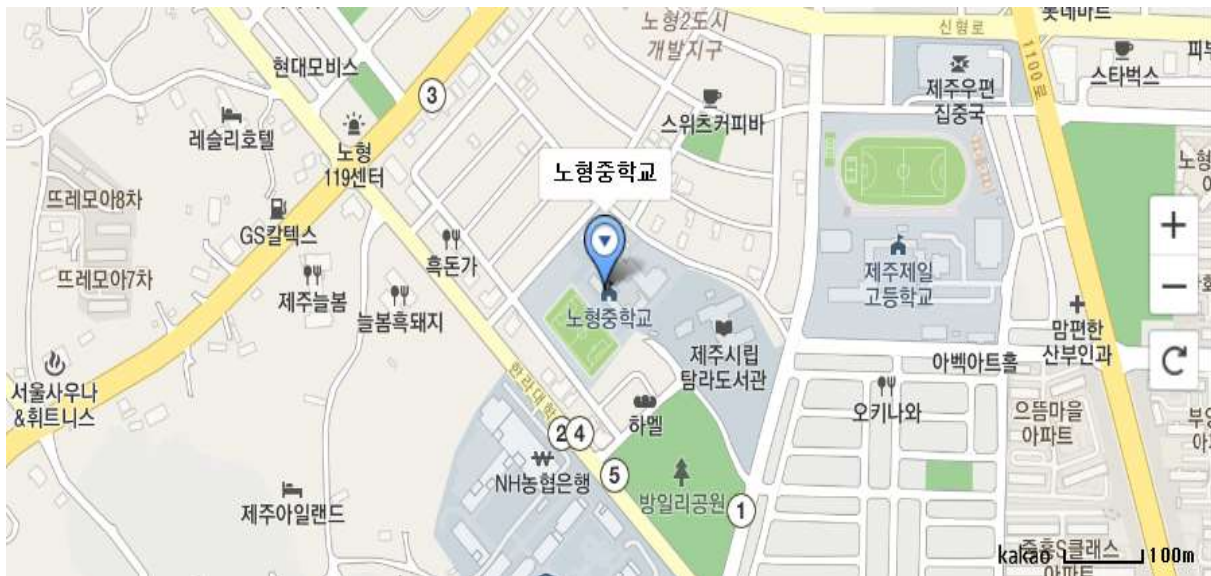 노형2도시
개발지구
신형로
롯데마트
1100로
현대모비스
3
제주우편
집중국
스타벅스
레슬리호텔
노형
119센터
스위츠커피바
노형중학교
뜨레모아8차
GS칼텍스
흑돈가
제주제일
고등학교
뜨레모아7차
제주늘봄
늘봄흑돼지
노형중학교
제주시립
탐라도서관
맘편한
산부인과
아벡아트홀
서울사우나
&휘트니스
한라대학
하멜
오키나와
으뜸마을
아파트
2
4
5
NH농협은행
방일리공원
1
제주아일랜드
kakao
100m